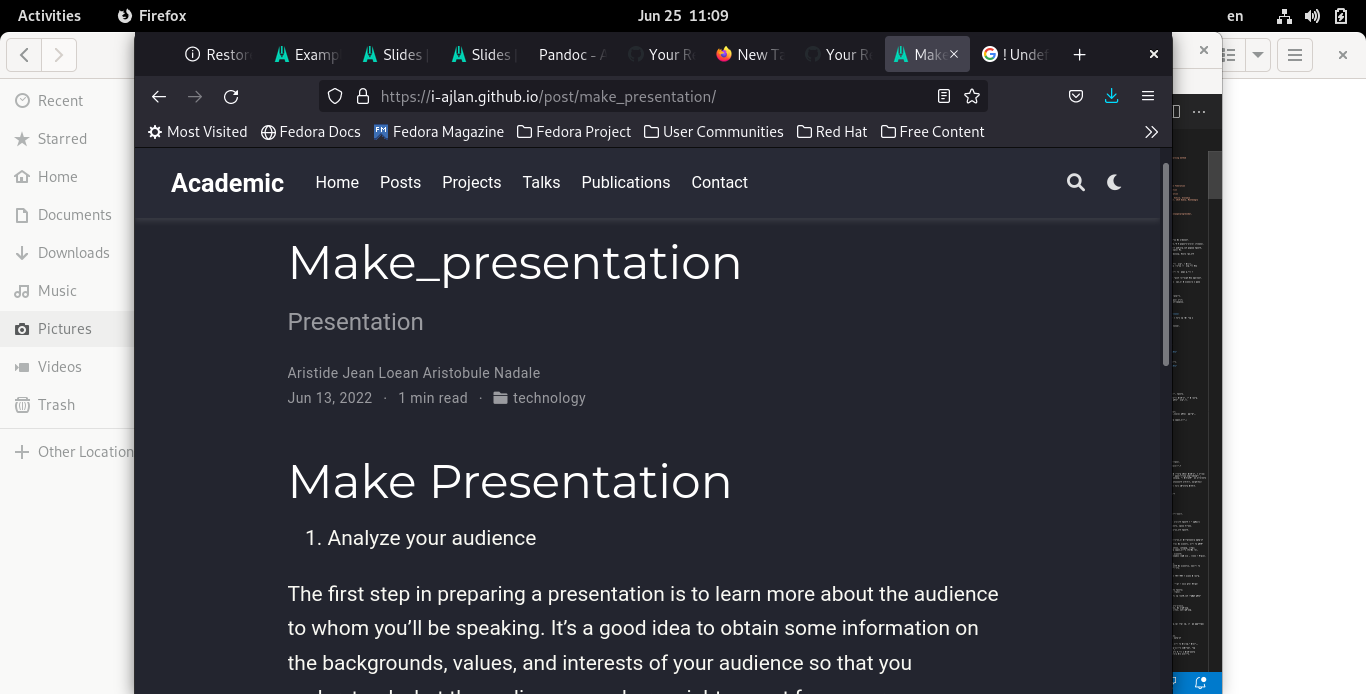 Activities Firefox Jun 25 11:09 en
Restor Examp Slides Slides Pandoc - Your R New Ta Your R Make ! Undef
https://i-ajlan.github.io/post/make_presentation/
Most Visited Fedora Docs Fedora Magazine Fedora Project User Communities Red Hat Free Content
Recent
Starred
Home
Documents
Downloads
Music
Pictures
Videos
Trash
Other Location
Academic Home Posts Projects Talks Publications Contact
Make_presentation
Presentation
Aristide Jean Loean Aristobule Nadale
Jun 13, 2022 · 1 min read · technology
Make Presentation
1. Analyze your audience
The first step in preparing a presentation is to learn more about the audience
to whom you’ll be speaking. It’s a good idea to obtain some information on
the backgrounds, values, and interests of your audience so that you